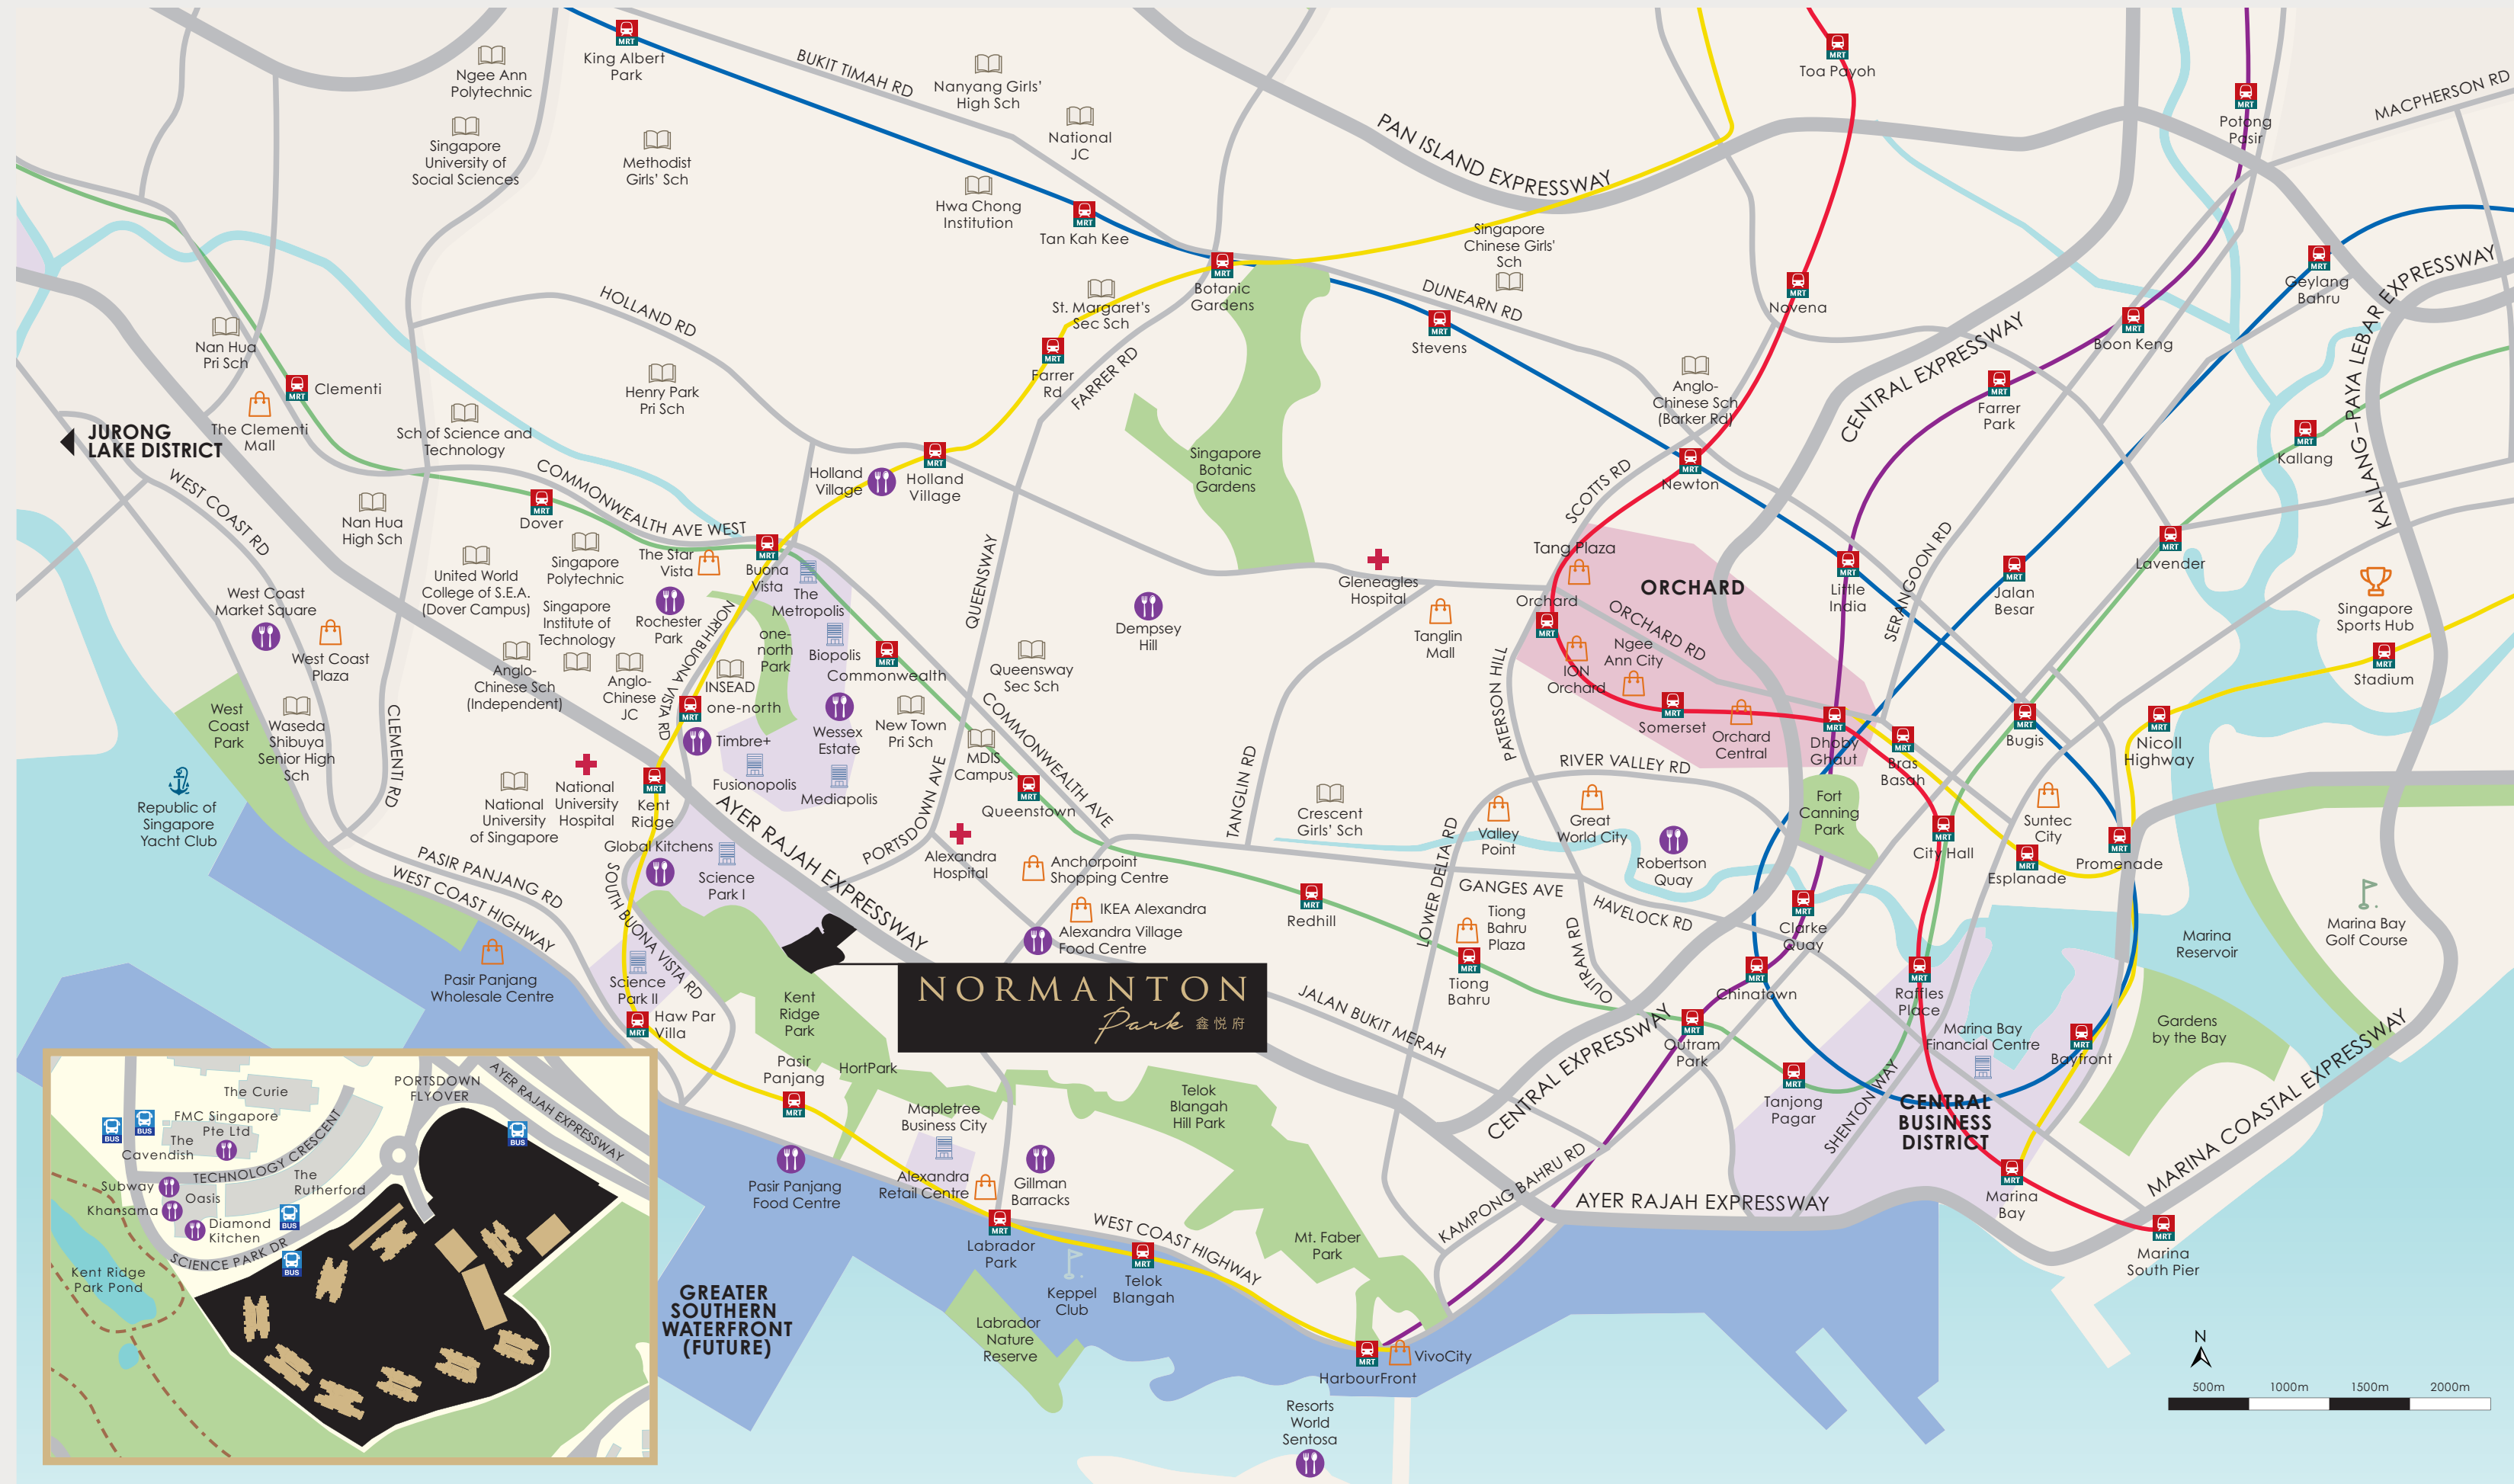 King Albert
Park
BUKIT TIMAH RD
Ngee Ann
Polytechnic
Nanyang Girls'
High Sch
National
JC
Singapore
University of
Social Sciences
Methodist
Girls' Sch
Hwa Chong
Institution
Tan Kah Kee
PAN ISLAND EXPRESSWAY
Toa Payoh
Potong
Pasir
MACPHERSON RD
Singapore
Chinese Girls'
Sch
Botanic
Gardens
St. Margaret's
Sec Sch
DUNEARN RD
Stevens
Novena
Geylang
Bahru
Boon Keng
KALLANG-PAYA LEBAR EXPRESSWAY
CENTRAL EXPRESSWAY
HOLLAND RD
Nan Hua
Pri Sch
Clementi
The Clementi
Mall
Henry Park
Pri Sch
Farrer
Rd
FARRER RD
Anglo-
Chinese Sch
(Barker Rd)
Farrer
Park
Kallang
JURONG
LAKE DISTRICT
Sch of Science and
Technology
WEST COAST RD
COMMONWEALTH AVE WEST
Holland
Village
Holland
Village
Singapore
Botanic
Gardens
SCOTTS RD
Newton
Nan Hua
High Sch
Dover
United World
College of S.E.A.
(Dover Campus)
Singapore
Polytechnic
The Star
Vista
Buona
Vista
The
Metropolis
QUEENSWAY
Gleneagles
Hospital
Tang Plaza
ORCHARD
Little
India
SERANGOON RD
Jalan
Besar
Lavender
Singapore
Sports Hub
West Coast
Market Square
West Coast
Plaza
Singapore
Institute of
Technology
Rochester
Park
NORTH BUONA VISTA RD
one-
north
Park
Biopolis
Commonwealth
Dempsey
Hill
Tanglin
Mall
Orchard
ORCHARD RD
Ngee
Ann City
ION
Orchard
Stadium
Anglo-
Chinese Sch
(Independent)
Anglo-
Chinese
JC
INSEAD
one-north
Queensway
Sec Sch
West
Coast
Park
Waseda
Shibuya
Senior High
Sch
CLEMENTI RD
Timbre+
Wessex
Estate
New Town
Pri Sch
COMMONWEALTH AVE
PATERSON HILL
Somerset
Orchard
Central
Dhoby
Ghaut
Bras
Basah
Bugis
Nicoll
Highway
Fusionopolis
Mediapolis
MDIS
Campus
Queenstown
TANGLIN RD
RIVER VALLEY RD
Republic of
Singapore
Yacht Club
National
University
of Singapore
National
University
Hospital
Kent
Ridge
AYER RAJAH EXPRESSWAY
PORTSDOWN AVE
Crescent
Girls' Sch
LOWER DELTA RD
Valley
Point
Great
World City
Robertson
Quay
Fort
Canning
Park
City Hall
Suntec
City
Esplanade
Promenade
PASIR PANJANG RD
WEST COAST HIGHWAY
Global Kitchens
Science
Park I
SOUTH BUONA VISTA RD
Alexandra
Hospital
Anchorpoint
Shopping Centre
IKEA Alexandra
Alexandra Village
Food Centre
Redhill
GANGES AVE
HAVELOCK RD
OUTRAM RD
Tiong
Bahru
Plaza
Tiong
Bahru
Clarke
Quay
Chinatown
Raffles
Place
Marina
Reservoir
Marina Bay
Golf Course
Pasir Panjang
Wholesale Centre
Science
Park II
Haw Par
Villa
Kent
Ridge
Park
NORMANTON
Park 鑫悦府
JALAN BUKIT MERAH
CENTRAL EXPRESSWAY
Outram
Park
Marina Bay
Financial Centre
Bayfront
Gardens
by the Bay
Pasir
Panjang
HortPark
Mapletree
Business City
Telok
Blangah
Hill Park
Tanjong
Pagar
SHENTON WAY
CENTRAL
BUSINESS
DISTRICT
MARINA COASTAL EXPRESSWAY
Pasir Panjang
Food Centre
Alexandra
Retail Centre
Gillman
Barracks
KAMPONG BAHRU RD
AYER RAJAH EXPRESSWAY
Marina
Bay
Marina
South Pier
Labrador
Park
WEST COAST HIGHWAY
Mt. Faber
Park
Keppel
Club
Telok
Blangah
Labrador
Nature
Reserve
GREATER
SOUTHERN
WATERFRONT
(FUTURE)
HarbourFront
VivoCity
Resorts
World
Sentosa
N
500m 1000m 1500m 2000m
The Curie
PORTSDOWN
FLYOVER
AYER RAJAH EXPRESSWAY
FMC Singapore
Pte Ltd
The
Cavendish
TECHNOLOGY CRESCENT
The
Rutherford
Subway
Oasis
Khansama
Diamond
Kitchen
SCIENCE PARK DR
Kent Ridge
Park Pond
BUS
BUS
BUS
BUS
BUS